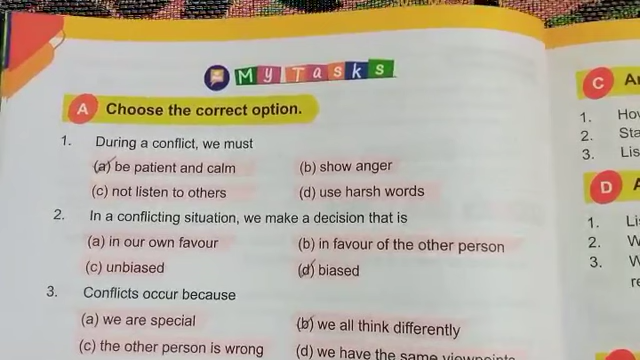 My Tasks
A Choose the correct option.
1. During a conflict, we must
(a) be patient and calm (b) show anger
(c) not listen to others (d) use harsh words
2. In a conflicting situation, we make a decision that is
(a) in our own favour (b) in favour of the other person
(c) unbiased (d) biased
3. Conflicts occur because
(a) we are special (b) we all think differently
(c) the other person is wrong (d) we have the same viewpoints
C
1.
2.
3.
D
1.
2.
3.